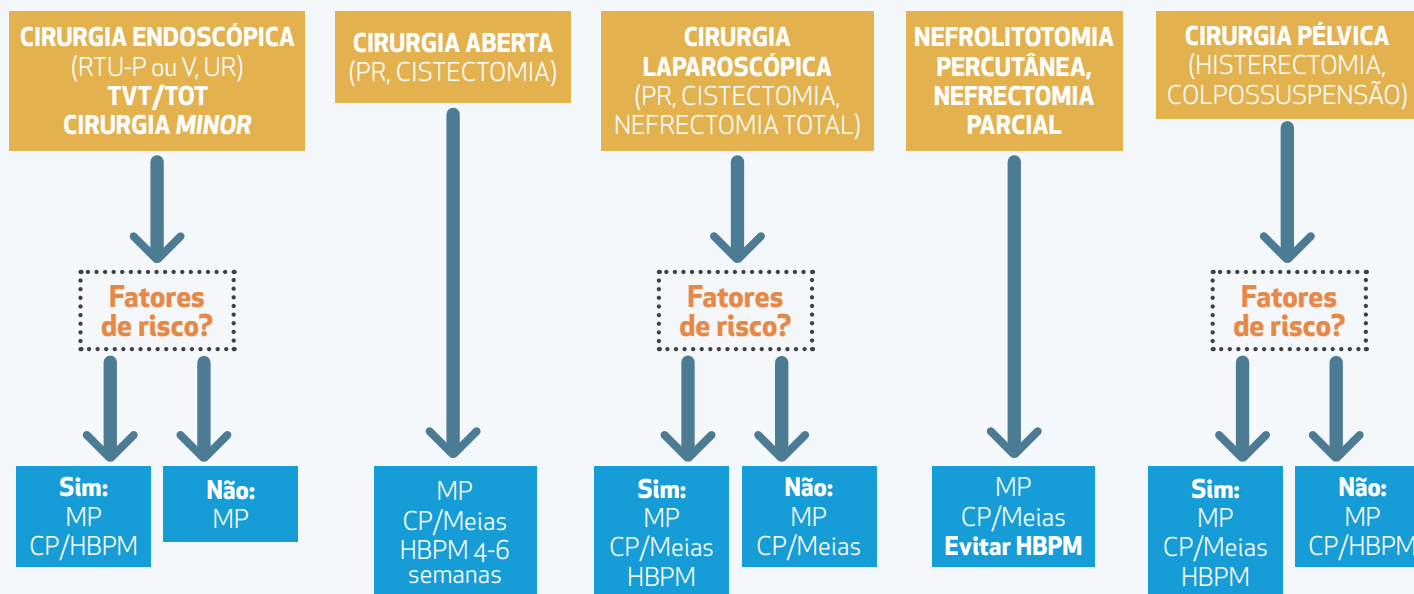 CIRURGIA ENDOSCÓPICA
(RTU-P ou V, UR)
TVT/TOT
CIRURGIA MINOR
CIRURGIA ABERTA
(PR, CISTECTOMIA)
CIRURGIA
LAPAROSCÓPICA
(PR, CISTECTOMIA,
NEFRECTOMIA TOTAL)
NEFROLITOTOMIA
PERCUTÂNEA,
NEFRECTOMIA
PARCIAL
CIRURGIA PÉLVICA
(HISTERECTOMIA,
COLPOSSUSPENSÃO)
Fatores
de risco?
Fatores
de risco?
Fatores
de risco?
Sim:
MP
CP/HBPM
Não:
MP
MP
CP/Meias
HBPM 4-6
semanas
Sim:
MP
CP/Meias
HBPM
Não:
MP
CP/Meias
MP
CP/Meias
Evitar HBPM
Sim:
MP
CP/Meias
HBPM
Não:
MP
CP/HBPM